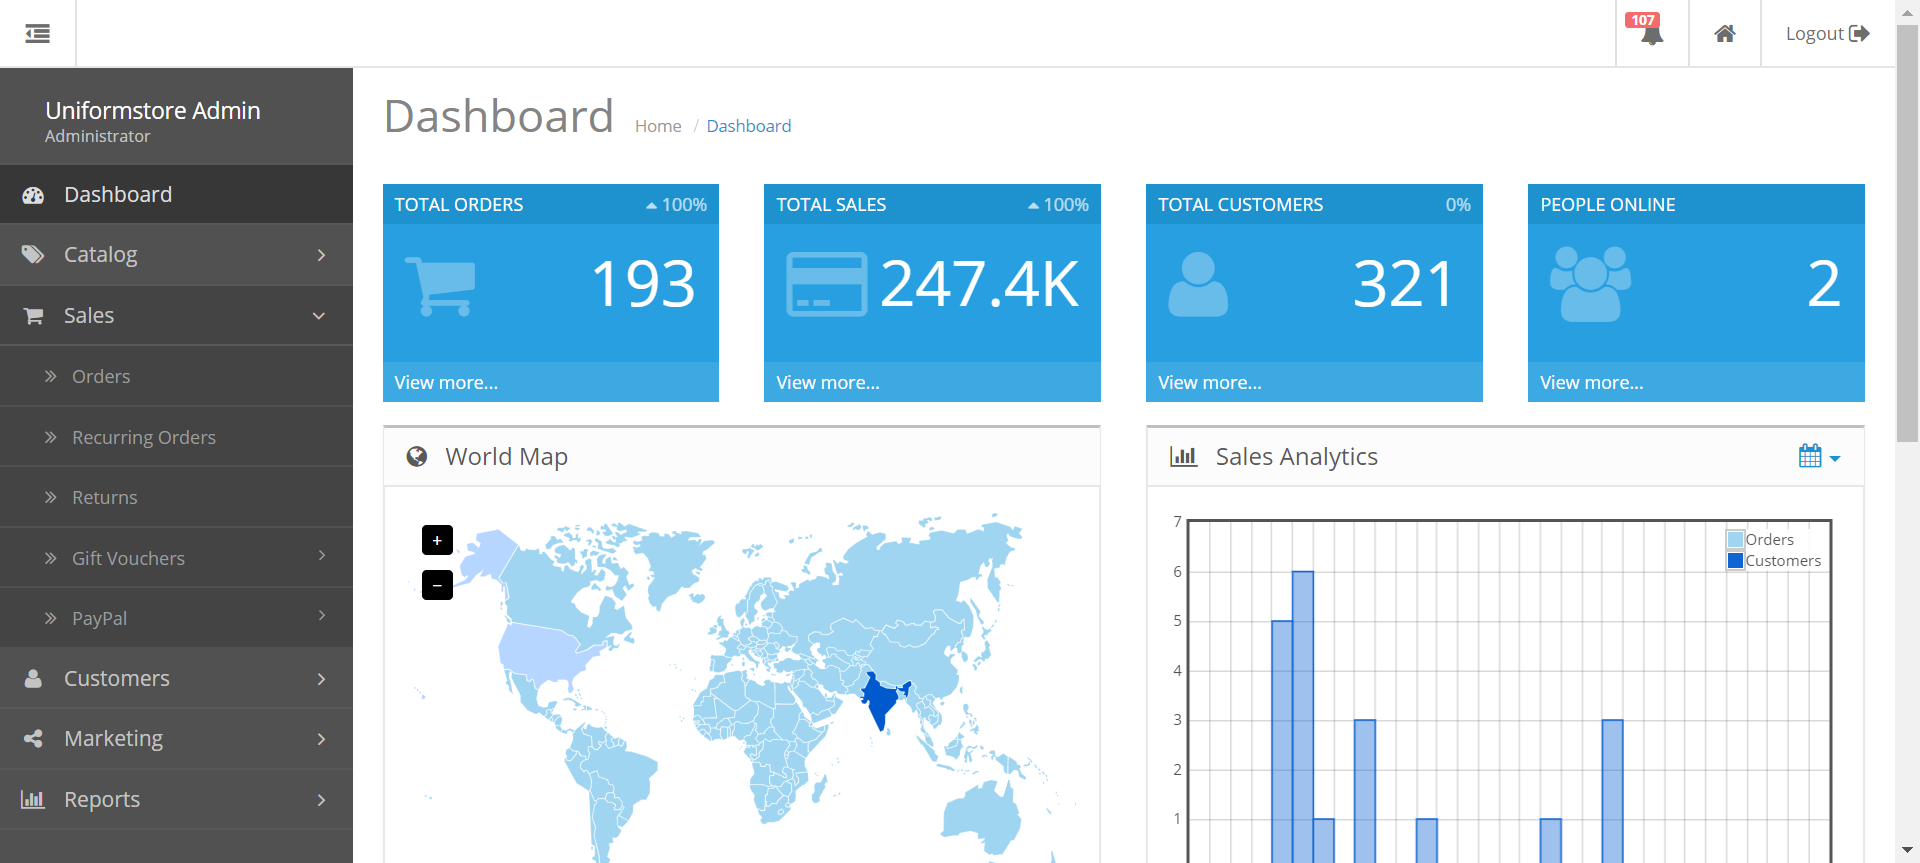 107
Logout
Uniformstore Admin
Administrator
Dashboard
Catalog
Sales
Orders
Recurring Orders
Returns
Gift Vouchers
PayPal
Customers
Marketing
Reports
Dashboard
Home / Dashboard
TOTAL ORDERS 100%
193
View more...
TOTAL SALES 100%
247.4K
View more...
TOTAL CUSTOMERS 0%
321
View more...
PEOPLE ONLINE
2
View more...
World Map
+
−
Sales Analytics
7
6
5
4
3
2
1
Orders
Customers